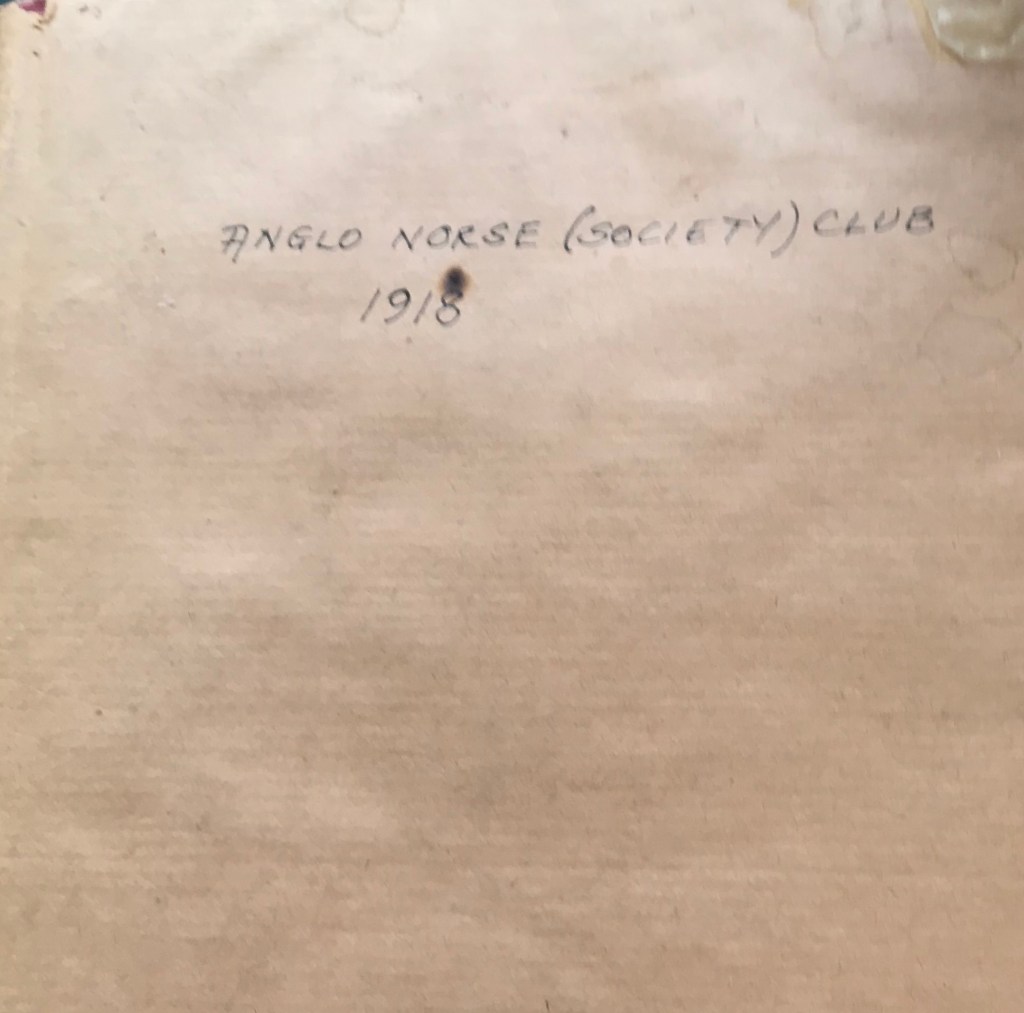 ANGLO NORSE (SOCIETY) CLUB
1918